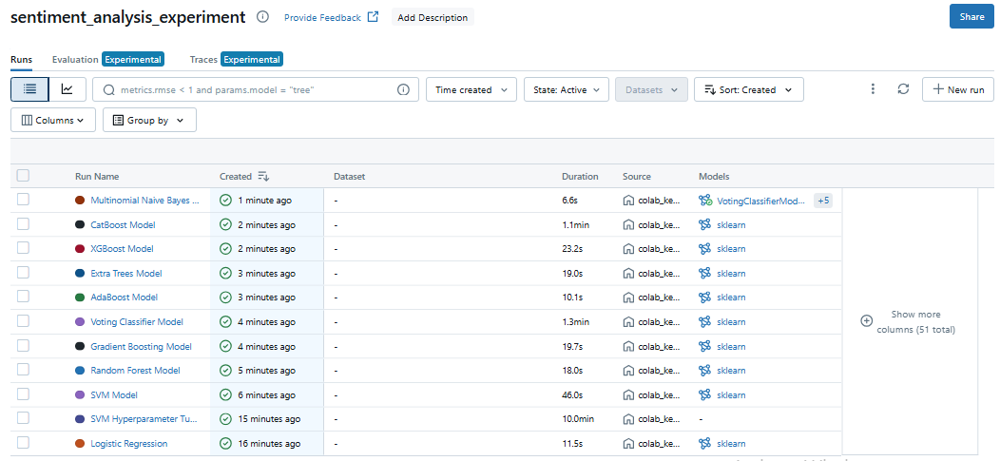 sentiment_analysis_experiment Provide Feedback Add Description Share
Runs Evaluation Experimental Traces Experimental
metrics.rmse < 1 and params.model = "tree" Time created State: Active Datasets Sort: Created New run
Columns Group by
Run Name Created Dataset Duration Source Models
Multinomial Naive Bayes ... 1 minute ago - 6.6s colab_ke... VotingClassifierMod... +5
CatBoost Model 2 minutes ago - 1.1min colab_ke... sklearn
XGBoost Model 2 minutes ago - 23.2s colab_ke... sklearn
Extra Trees Model 3 minutes ago - 19.0s colab_ke... sklearn
AdaBoost Model 3 minutes ago - 10.1s colab_ke... sklearn
Voting Classifier Model 4 minutes ago - 1.3min colab_ke... sklearn
Gradient Boosting Model 4 minutes ago - 19.7s colab_ke... sklearn
Random Forest Model 5 minutes ago - 18.0s colab_ke... sklearn
SVM Model 6 minutes ago - 46.0s colab_ke... sklearn
SVM Hyperparameter Tu... 15 minutes ago - 10.0min colab_ke... -
Logistic Regression 16 minutes ago - 11.5s colab_ke... sklearn
Show more
columns (51 total)